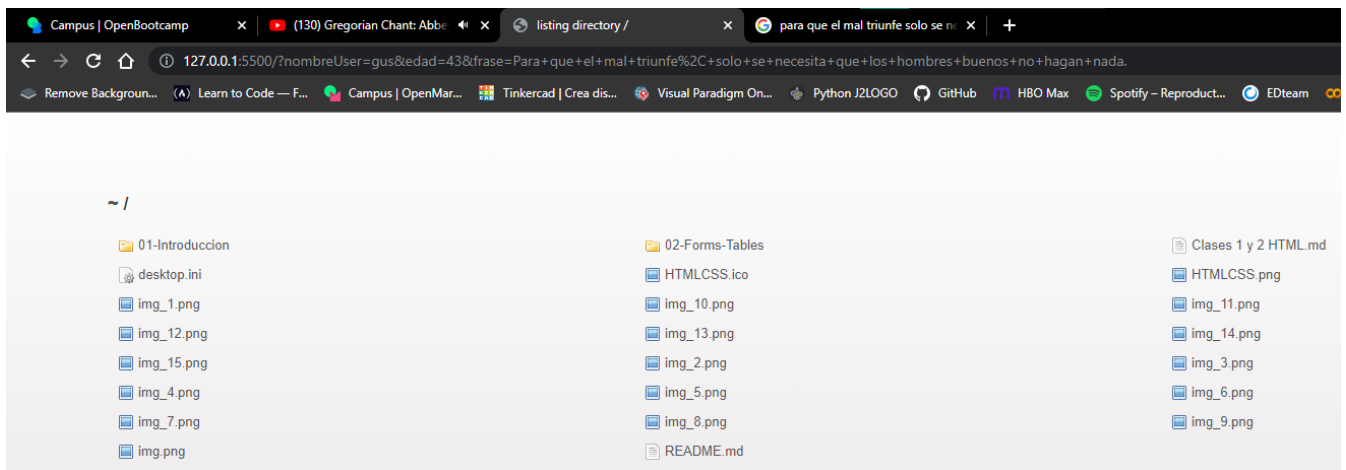 Campus | OpenBootcamp (130) Gregorian Chant: Abbe listing directory / para que el mal triunfe solo se ne
127.0.0.1:5500/?nombreUser=gus&edad=43&frase=Para+que+el+mal+triunfe%2C+solo+se+necesita+que+los+hombres+buenos+no+hagan+nada.
Remove Backgroun... Learn to Code — F... Campus | OpenMar... Tinkercad | Crea dis... Visual Paradigm On... Python J2LOGO GitHub HBO Max Spotify – Reproduct... EDteam
~ /
01-Introduccion 02-Forms-Tables Clases 1 y 2 HTML.md
desktop.ini HTMLCSS.ico HTMLCSS.png
img_1.png img_10.png img_11.png
img_12.png img_13.png img_14.png
img_15.png img_2.png img_3.png
img_4.png img_5.png img_6.png
img_7.png img_8.png img_9.png
img.png README.md